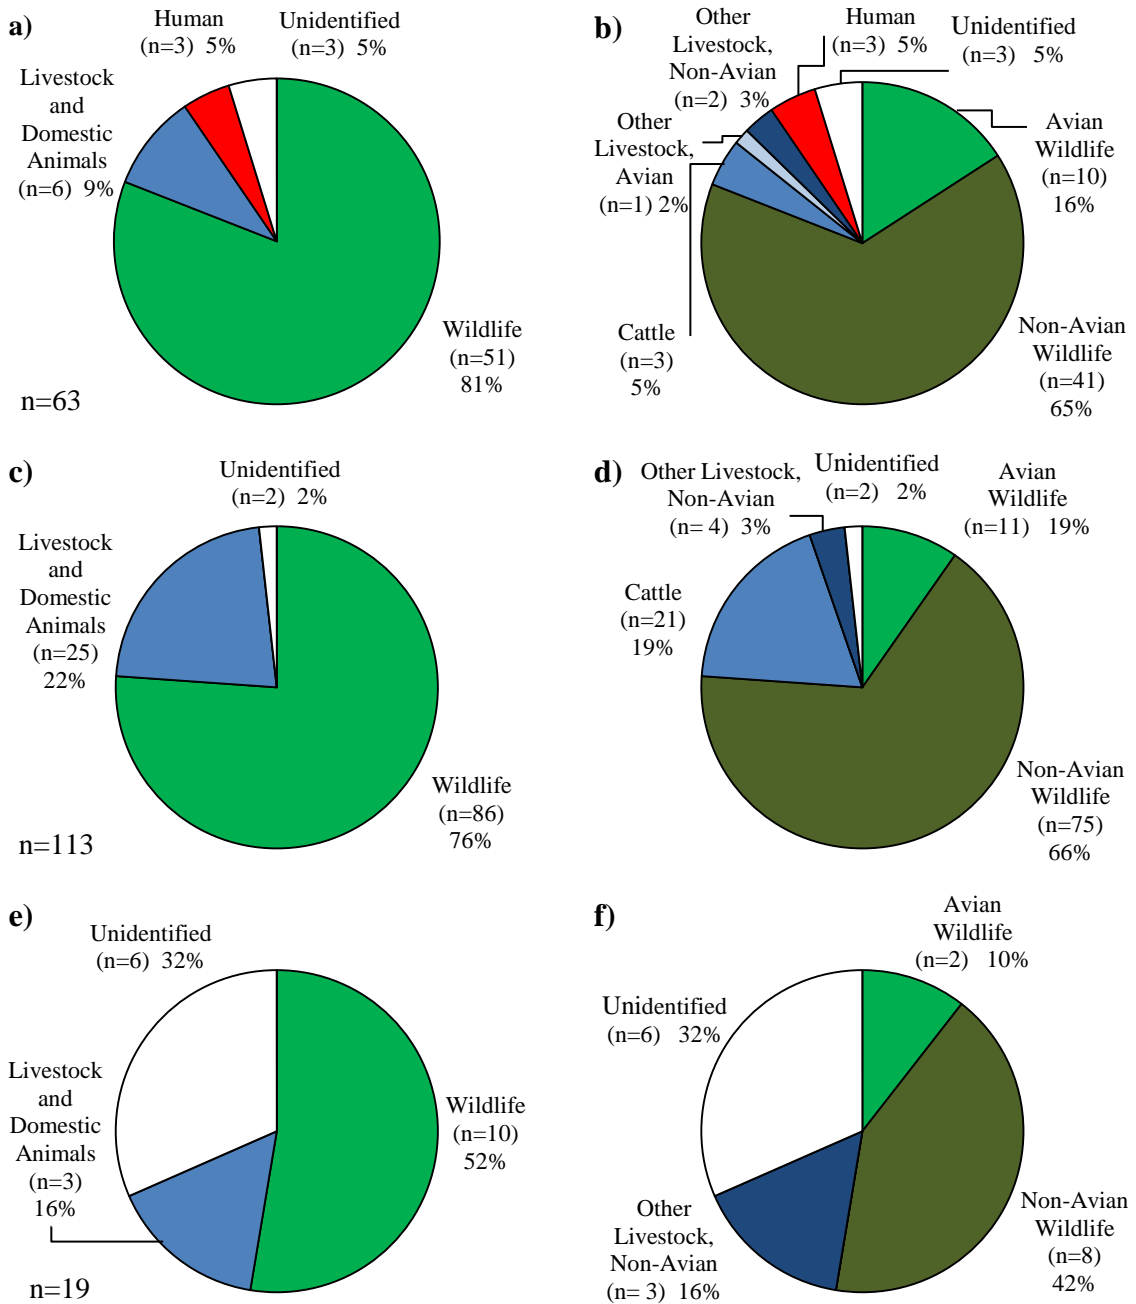 a)
Human
(n=3) 5%
Unidentified
(n=3) 5%
Livestock
and
Domestic
Animals
(n=6) 9%
Wildlife
(n=51)
81%
n=63
b)
Other
Livestock,
Non-Avian
(n=2) 3%
Human
(n=3) 5%
Unidentified
(n=3) 5%
Other
Livestock,
Avian
(n=1) 2%
Avian
Wildlife
(n=10)
16%
Cattle
(n=3)
5%
Non-Avian
Wildlife
(n=41)
65%
c)
Unidentified
(n=2) 2%
Livestock
and
Domestic
Animals
(n=25)
22%
Wildlife
(n=86)
76%
n=113
d)
Other Livestock,
Non-Avian
(n= 4) 3%
Unidentified
(n=2) 2%
Avian
Wildlife
(n=11) 19%
Cattle
(n=21)
19%
Non-Avian
Wildlife
(n=75)
66%
e)
Unidentified
(n=6) 32%
Livestock
and
Domestic
Animals
(n=3)
16%
Wildlife
(n=10)
52%
n=19
f)
Avian
Wildlife
(n=2) 10%
Unidentified
(n=6) 32%
Other
Livestock,
Non-Avian
(n= 3) 16%
Non-Avian
Wildlife
(n=8)
42%